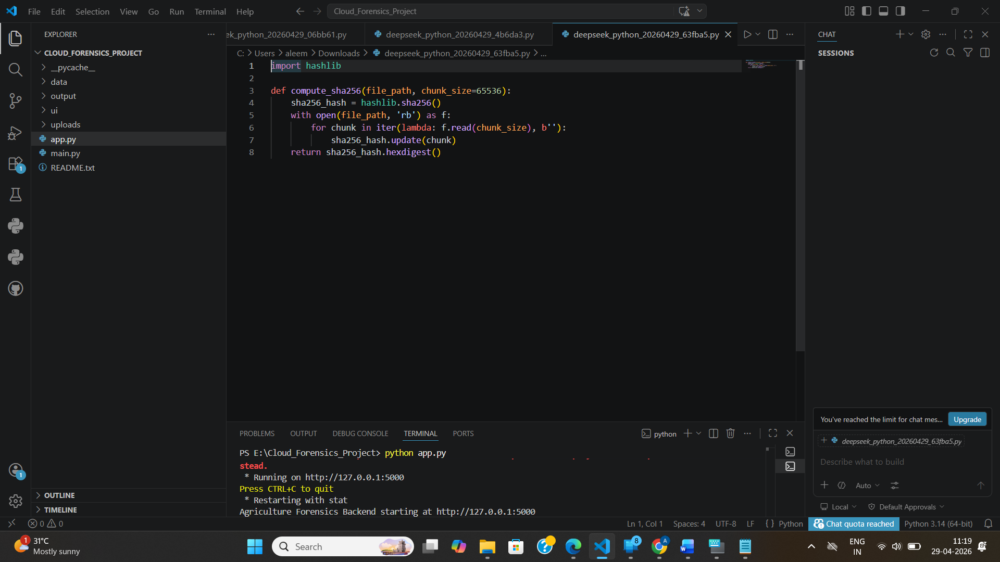 File Edit Selection View Go Run Terminal Help
Cloud_Forensics_Project
EXPLORER
CLOUD_FORENSICS_PROJECT
__pycache__
data
output
ui
uploads
app.py
main.py
README.txt
OUTLINE
TIMELINE
ek_python_20260429_06bb61.py
deepseek_python_20260429_4b6da3.py
deepseek_python_20260429_63fba5.py
C: > Users > aleem > Downloads > deepseek_python_20260429_63fba5.py > ...
1 import hashlib
2
3 def compute_sha256(file_path, chunk_size=65536):
4 sha256_hash = hashlib.sha256()
5 with open(file_path, 'rb') as f:
6 for chunk in iter(lambda: f.read(chunk_size), b''):
7 sha256_hash.update(chunk)
8 return sha256_hash.hexdigest()
PROBLEMS OUTPUT DEBUG CONSOLE TERMINAL PORTS
python
PS E:\Cloud_Forensics_Project> python app.py
stead.
* Running on http://127.0.0.1:5000
Press CTRL+C to quit
* Restarting with stat
Agriculture Forensics Backend starting at http://127.0.0.1:5000
CHAT
SESSIONS
You've reached the limit for chat mes... Upgrade
deepseek_python_20260429_63fba5.py
Describe what to build
Auto
Local Default Approvals
1
1
0 0
Ln 1, Col 1 Spaces: 4 UTF-8 LF { } Python Chat quota reached Python 3.14 (64-bit)
1
31°C
Mostly sunny
Search
8
A
W
ENG
IN
11:19
29-04-2026